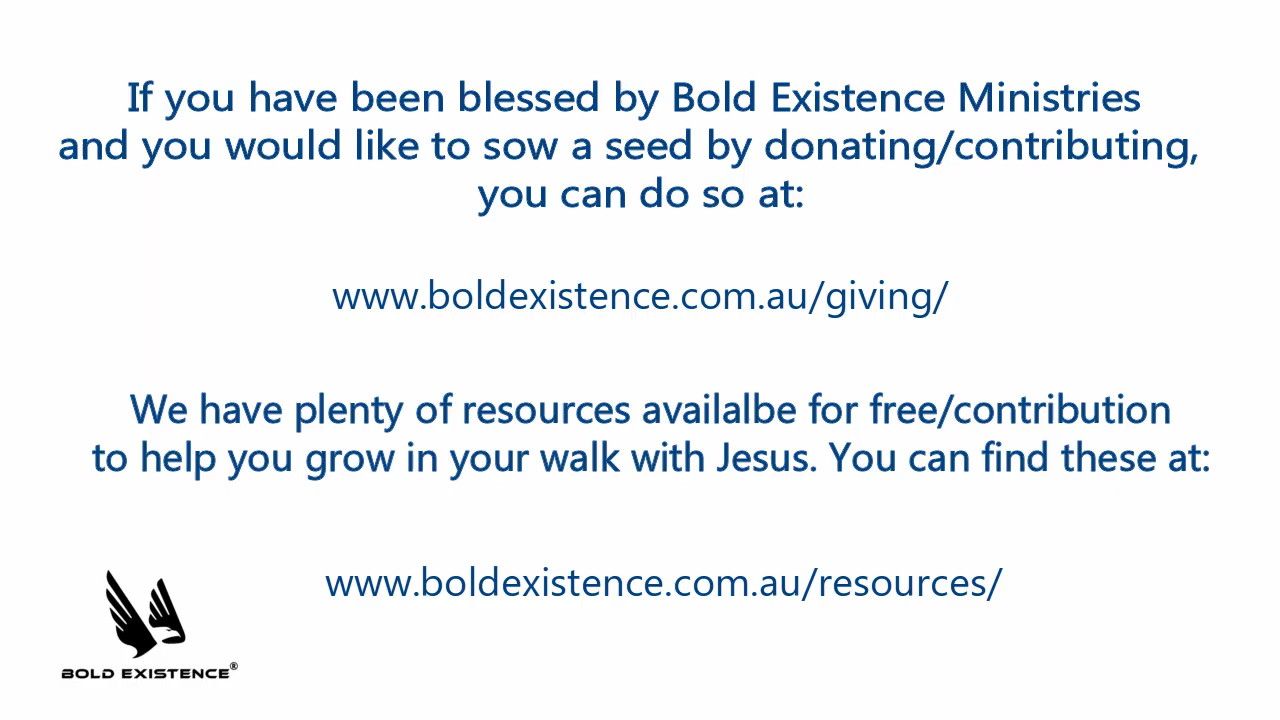 If you have been blessed by Bold Existence Ministries
and you would like to sow a seed by donating/contributing,
you can do so at:
www.boldexistence.com.au/giving/
We have plenty of resources availalbe for free/contribution
to help you grow in your walk with Jesus. You can find these at:
www.boldexistence.com.au/resources/
BOLD EXISTENCE®